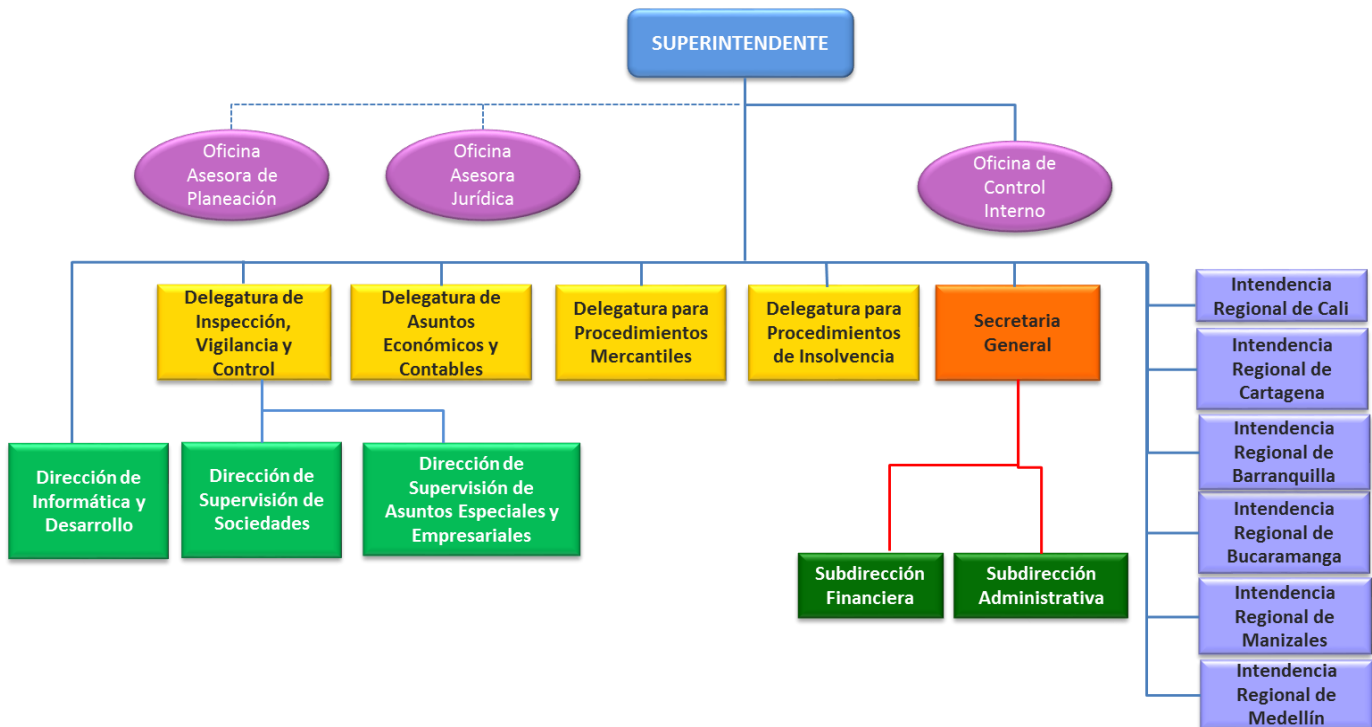 SUPERINTENDENTE
Oficina
Asesora de
Planeación
Oficina
Asesora
Jurídica
Oficina de
Control
Interno
Delegatura de
Inspección,
Vigilancia y
Control
Delegatura de
Asuntos
Económicos y
Contables
Delegatura para
Procedimientos
Mercantiles
Delegatura para
Procedimientos
de Insolvencia
Secretaria
General
Intendencia
Regional de Cali
Intendencia
Regional de
Cartagena
Intendencia
Regional de
Barranquilla
Intendencia
Regional de
Bucaramanga
Intendencia
Regional de
Manizales
Intendencia
Regional de
Medellín
Dirección de
Informática y
Desarrollo
Dirección de
Supervisión de
Sociedades
Dirección de
Supervisión de
Asuntos Especiales y
Empresariales
Subdirección
Financiera
Subdirección
Administrativa